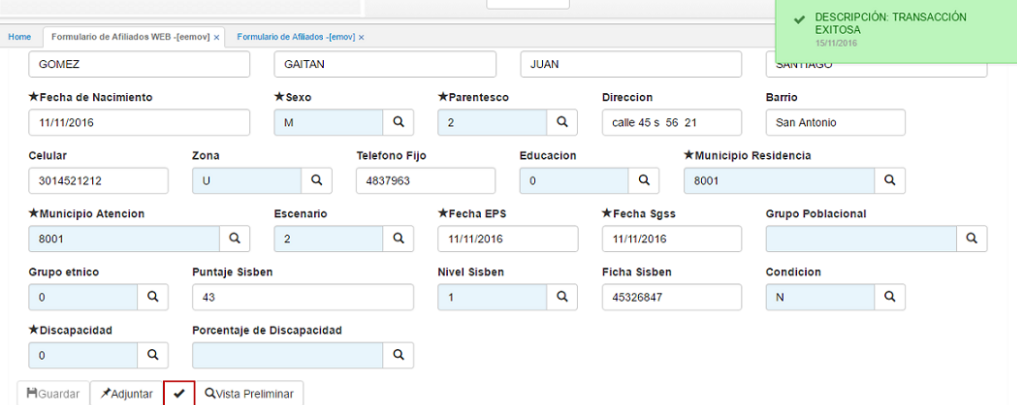 DESCRIPCIÓN: TRANSACCIÓN
EXITOSA
15/11/2016
Home Formulario de Afiliados WEB -[eemov] x Formulario de Afiliados -[emov] x
GOMEZ GAITAN JUAN SANTIAGO
★Fecha de Nacimiento ★Sexo ★Parentesco Direccion Barrio
11/11/2016 M 2 calle 45 s 56 21 San Antonio
Celular Zona Telefono Fijo Educacion ★Municipio Residencia
3014521212 U 4837963 0 8001
★Municipio Atencion Escenario ★Fecha EPS ★Fecha Sgss Grupo Poblacional
8001 2 11/11/2016 11/11/2016
Grupo etnico Puntaje Sisben Nivel Sisben Ficha Sisben Condicion
0 43 1 45326847 N
★Discapacidad Porcentaje de Discapacidad
0
Guardar Adjuntar Vista Preliminar